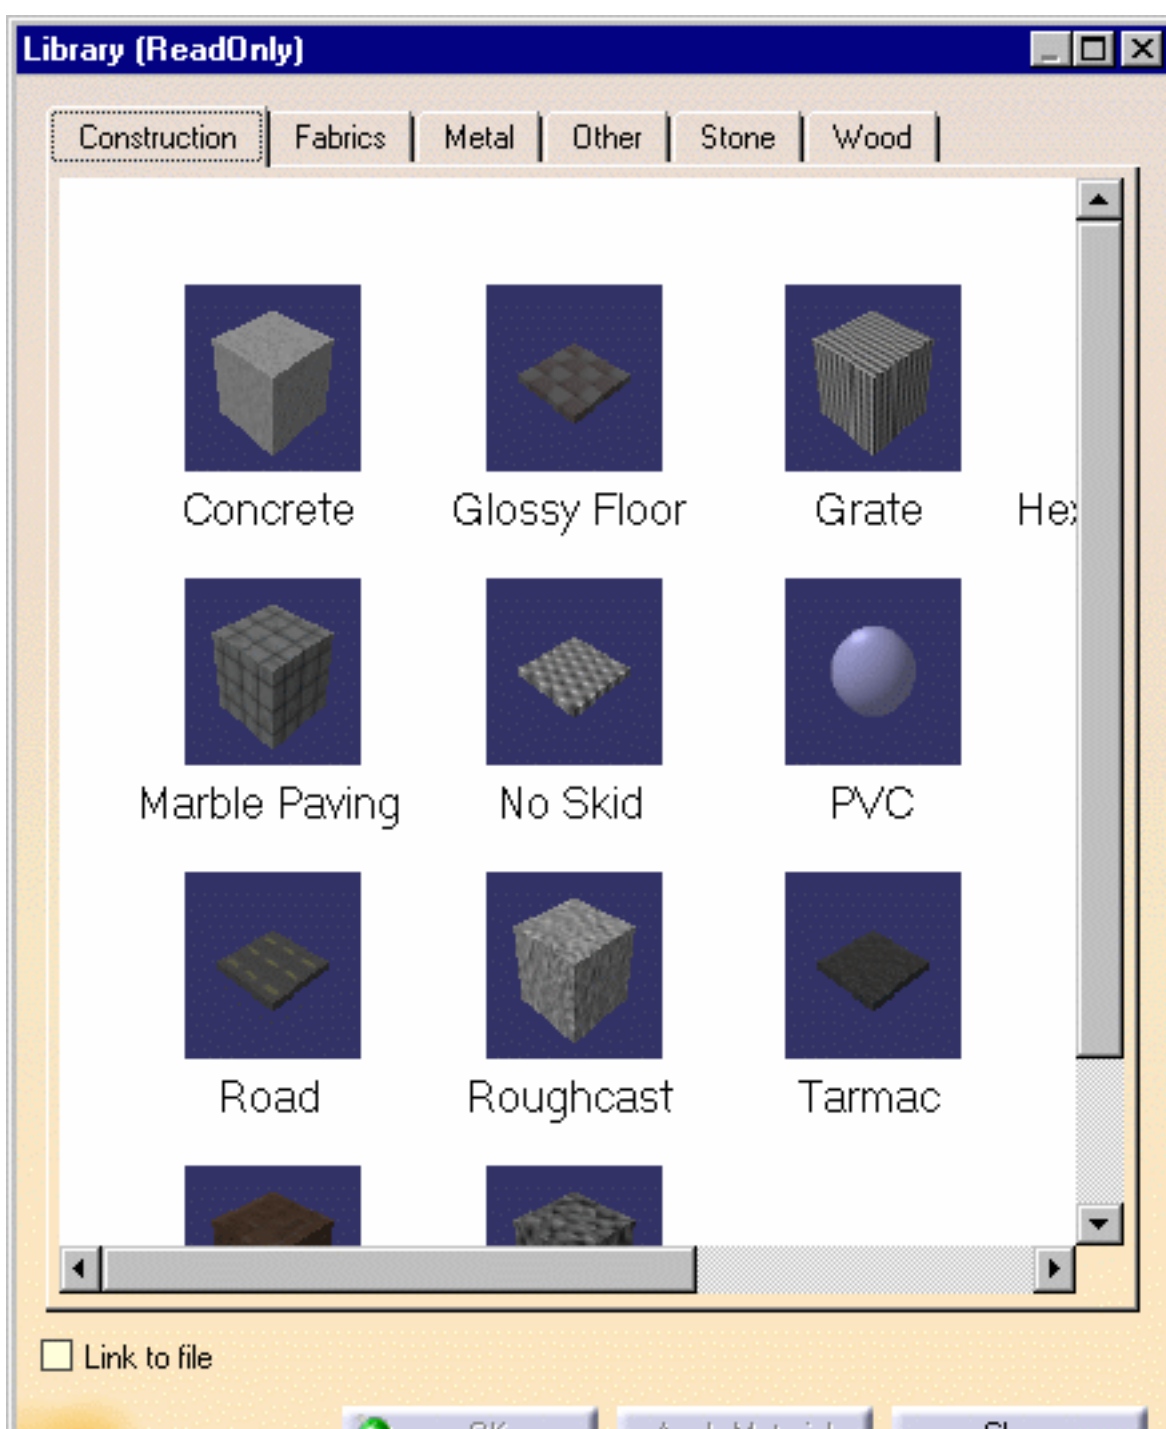 Library (ReadOnly)
Construction Fabrics Metal Other Stone Wood
Concrete Glossy Floor Grate
Marble Paving No Skid PVC
Road Roughcast Tarmac
Link to file